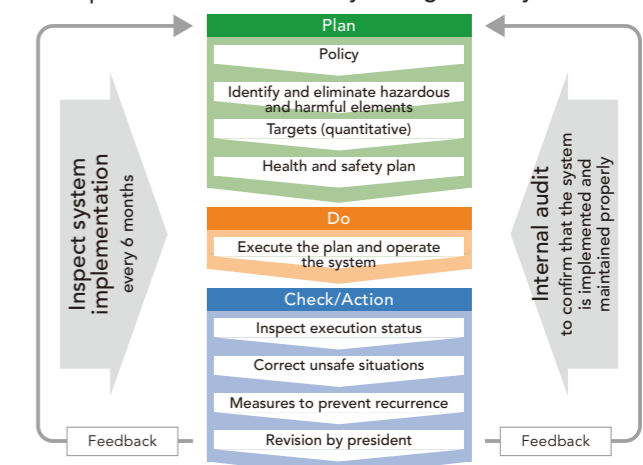 Plan
Policy
Identify and eliminate hazardous
and harmful elements
Targets (quantitative)
Health and safety plan
Do
Execute the plan and operate
the system
Check/Action
Inspect execution status
Correct unsafe situations
Measures to prevent recurrence
Revision by president
Inspect system
implementation
every 6 months
Internal audit
to confirm that the system
is implemented and
maintained properly
Feedback
Feedback